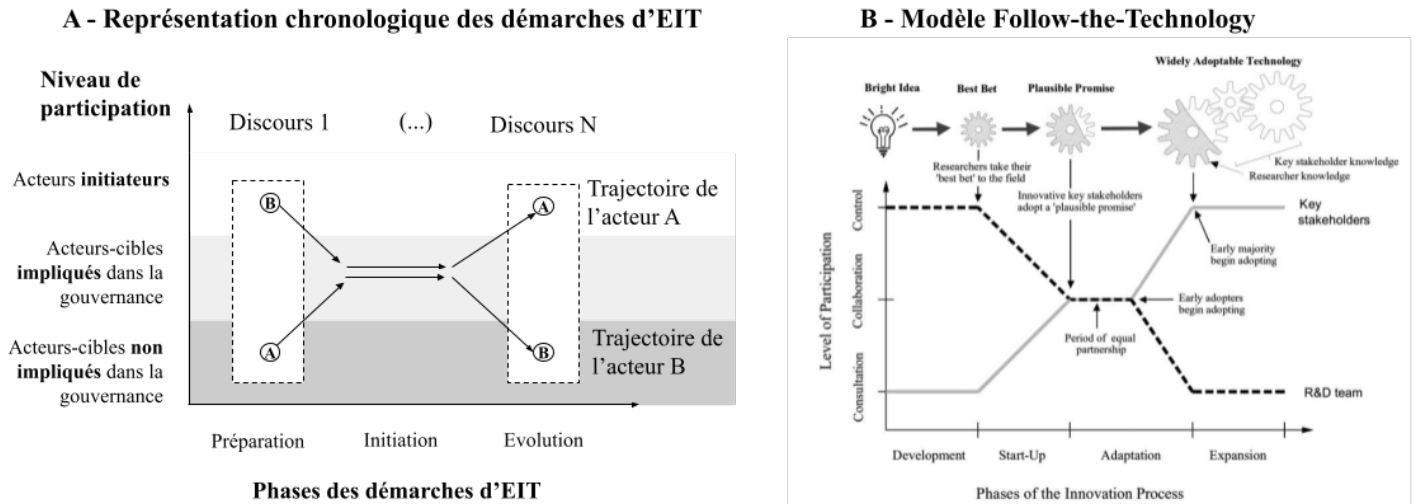 A - Représentation chronologique des démarches d’EIT
Niveau de
participation
Discours 1
(...)
Discours N
Acteurs initiateurs
Acteurs-cibles
impliqués dans la
gouvernance
Acteurs-cibles non
impliqués dans la
gouvernance
B
A
A
B
Trajectoire de
l’acteur A
Trajectoire de
l’acteur B
Préparation
Initiation
Evolution
Phases des démarches d’EIT
B - Modèle Follow-the-Technology
Bright Idea
Best Bet
Plausible Promise
Widely Adoptable Technology
Key stakeholder knowledge
Researcher knowledge
Researchers take their
'best bet' to the field
Innovative key stakeholders
adopt a 'plausible promise'
Level of Participation
Control
Collaboration
Consultation
Key
stakeholders
Early majority
begin adopting
Early adopters
begin adopting
Period of equal
partnership
R&D team
Development
Start-Up
Adaptation
Expansion
Phases of the Innovation Process